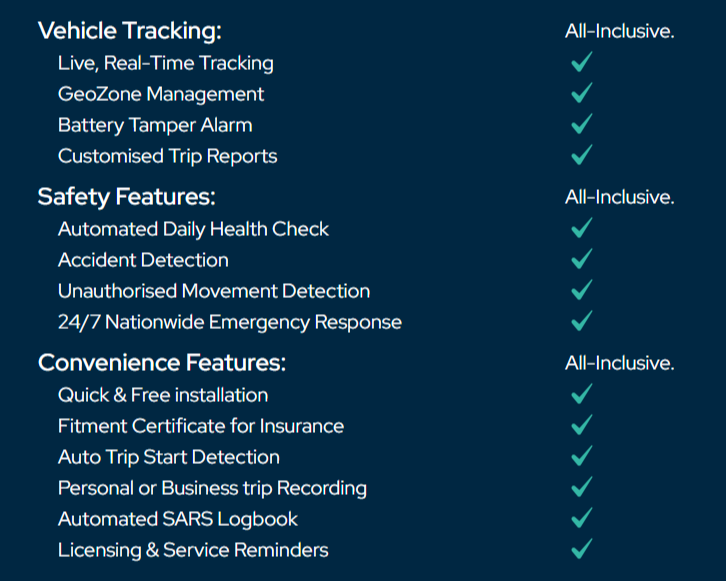 Vehicle Tracking: All-Inclusive.
Live, Real-Time Tracking
GeoZone Management
Battery Tamper Alarm
Customised Trip Reports
Safety Features: All-Inclusive.
Automated Daily Health Check
Accident Detection
Unauthorised Movement Detection
24/7 Nationwide Emergency Response
Convenience Features: All-Inclusive.
Quick & Free installation
Fitment Certificate for Insurance
Auto Trip Start Detection
Personal or Business trip Recording
Automated SARS Logbook
Licensing & Service Reminders